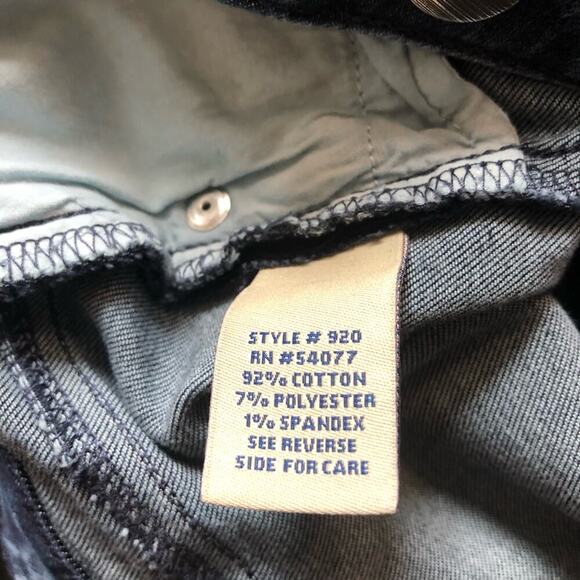 STYLE # 920
RN #54077
92% COTTON
7% POLYESTER
1% SPANDEX
SEE REVERSE
SIDE FOR CARE